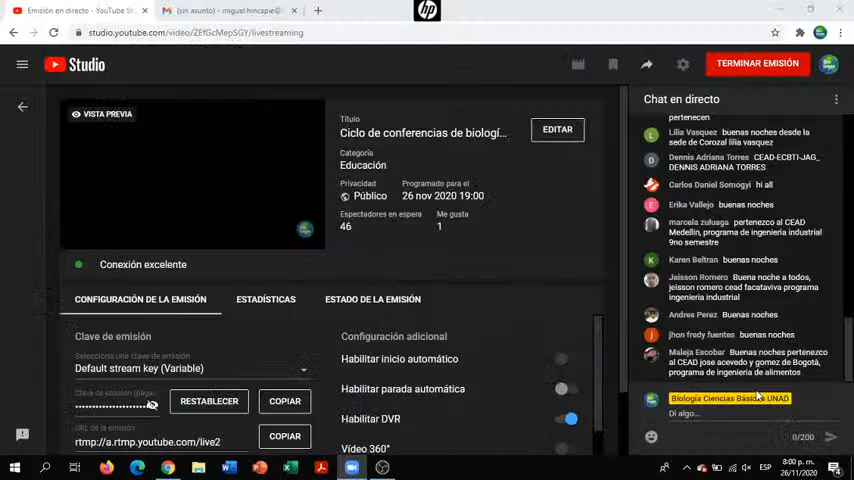 Emisión en directo - YouTube St
(sin asunto) - miguel.hincapie@
studio.youtube.com/video/ZEfGcMepSGY/livestreaming
hp
Studio
TERMINAR EMISIÓN
VISTA PREVIA
Título
Ciclo de conferencias de biologí...
EDITAR
Categoría
Educación
Privacidad
Programado para el
Público
26 nov 2020 19:00
Espectadores en espera
Me gusta
46
1
Conexión excelente
CONFIGURACIÓN DE LA EMISIÓN
ESTADÍSTICAS
ESTADO DE LA EMISIÓN
Clave de emisión
Selecciona una clave de emisión
Default stream key (Variable)
Clave de emisión (pega
RESTABLECER
COPIAR
URL de la emisión
rtmp://a.rtmp.youtube.com/live2
COPIAR
Configuración adicional
Habilitar inicio automático
Habilitar parada automática
Habilitar DVR
Vídeo 360°
Chat en directo
pertenecen
Lilia Vasquez buenas noches desde la
sede de Corozal lilia vasquez
Dennis Adriana Torres CEAD-ECBTI-JAG_
DENNIS ADRIANA TORRES
Carlos Daniel Somogyi hi all
Erika Vallejo buenas noches
marcela zuluaga pertenezco al CEAD
Medellin, programa de ingenieria industrial
9no semestre
Karen Beltran buenas noches
Jeisson Romero Buena noche a todos,
jeisson romero cead facatativa programa
ingenieria industrial
Andres Perez Buenas noches
jhon fredy fuentes buenas noches
Maleja Escobar Buenas noches pertenezco
al CEAD jose acevedo y gomez de Bogotà,
programa de ingeniería de alimentos
Biología Ciencias Básicas UNAD
Di algo...
0/200
ESP
8:00 p. m.
26/11/2020
4